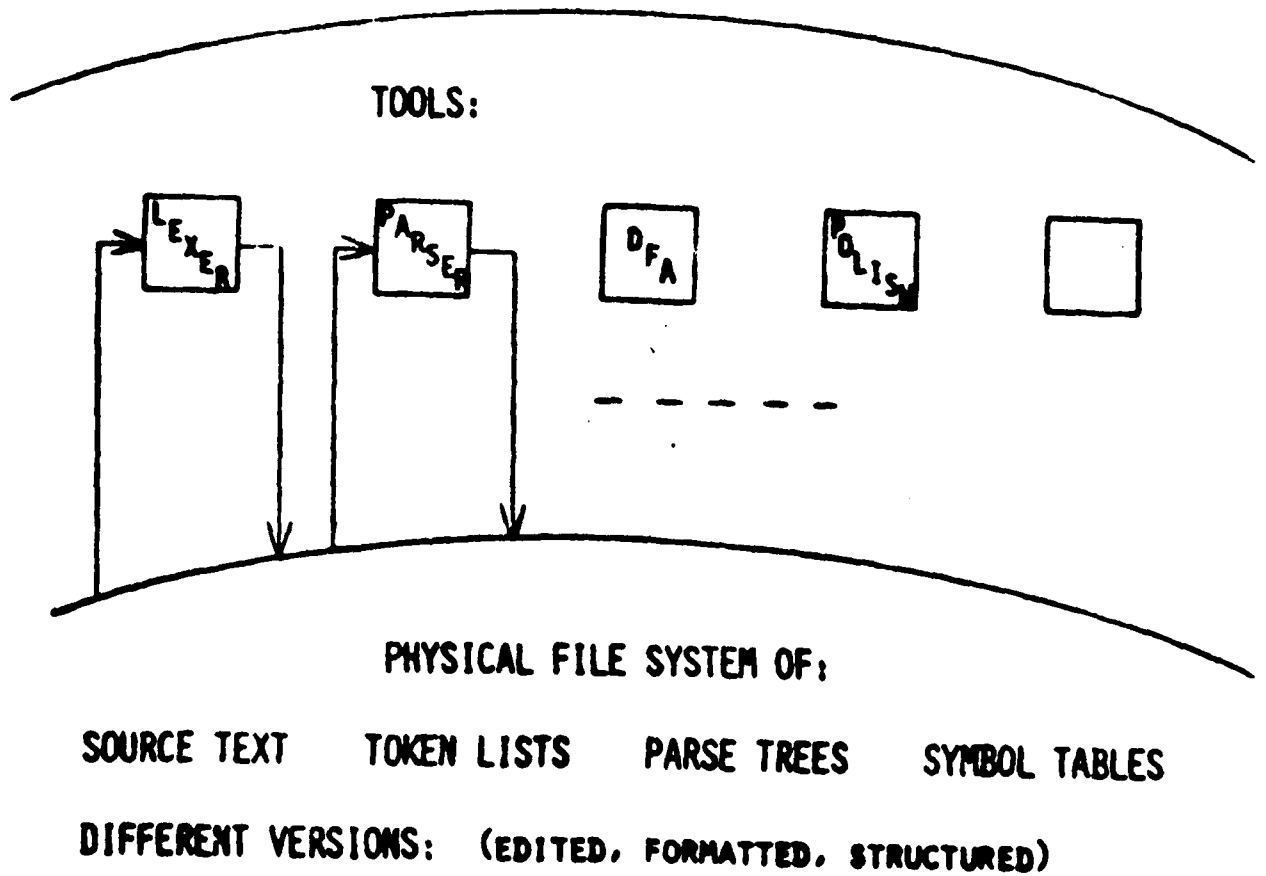 TOOLS:
LEXER
PARSER
DFA
POLISH
PHYSICAL FILE SYSTEM OF:
SOURCE TEXT TOKEN LISTS PARSE TREES SYMBOL TABLES
DIFFERENT VERSIONS: (EDITED, FORMATTED, STRUCTURED)